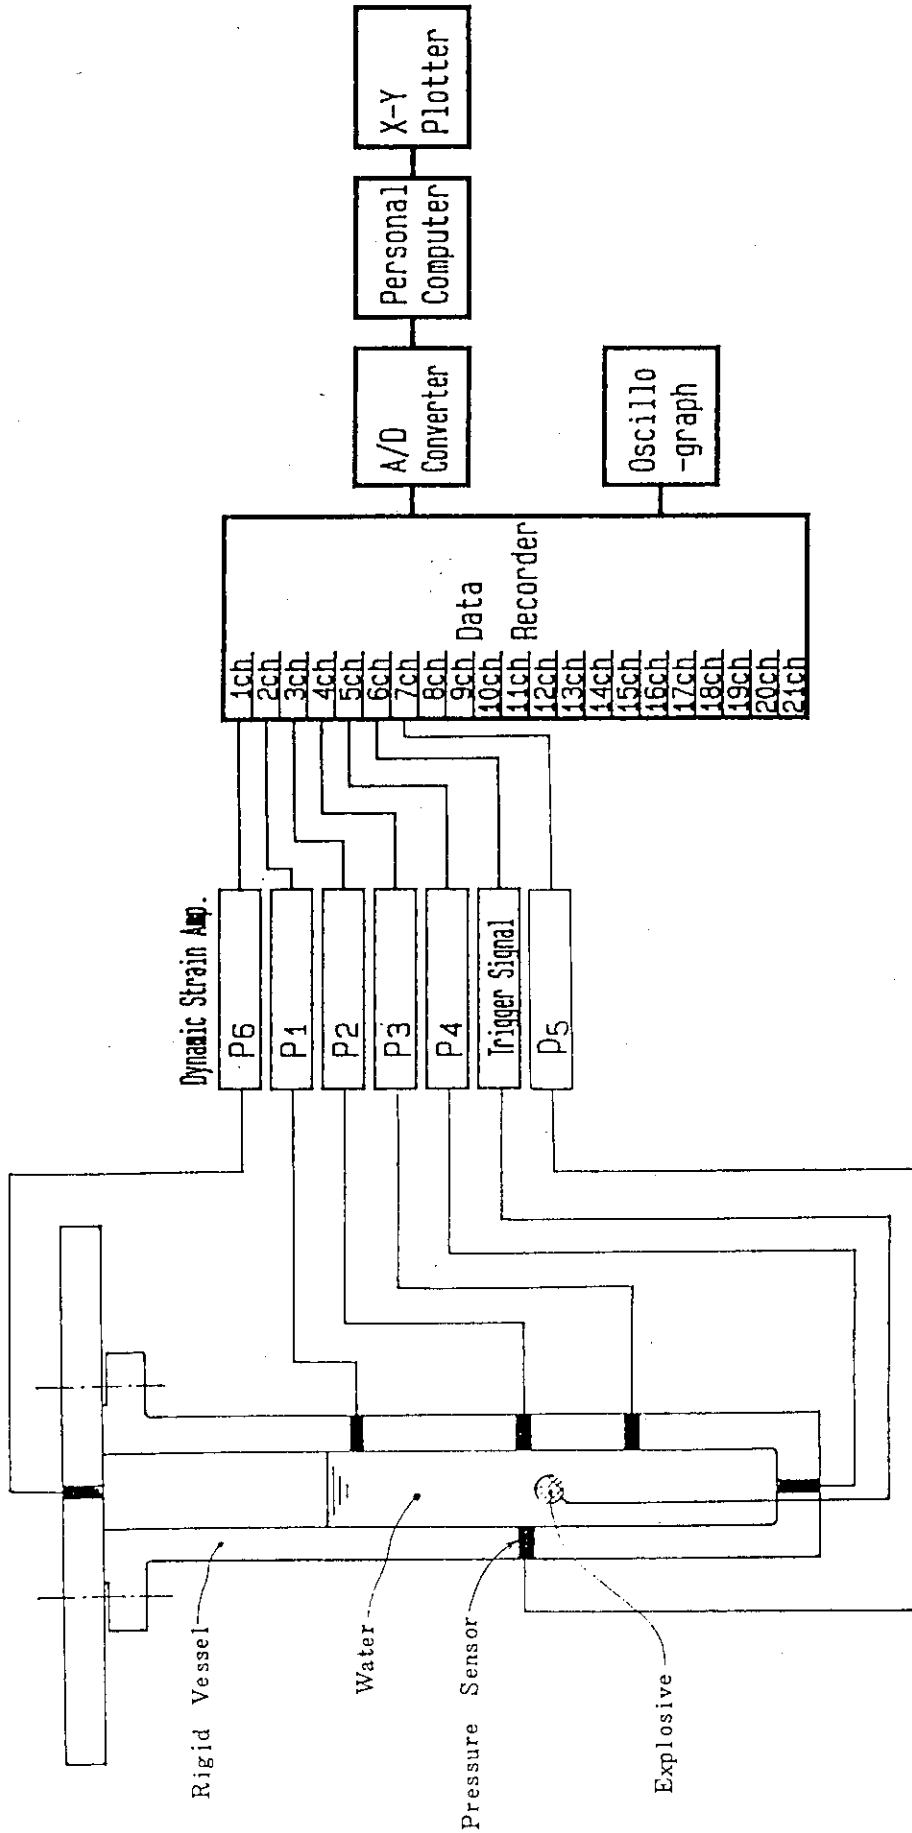 Rigid Vessel
Water
Pressure Sensor
Explosive
Dynamic Strain Amp.
P6
P1
P2
P3
P4
Trigger Signal
P5
1ch
2ch
3ch
4ch
5ch
6ch
7ch
8ch
9ch
10ch
11ch
12ch
13ch
14ch
15ch
16ch
17ch
18ch
19ch
20ch
21ch
Data
Recorder
A/D
Converter
Personal
Computer
X-Y
Plotter
Oscillo
-graph